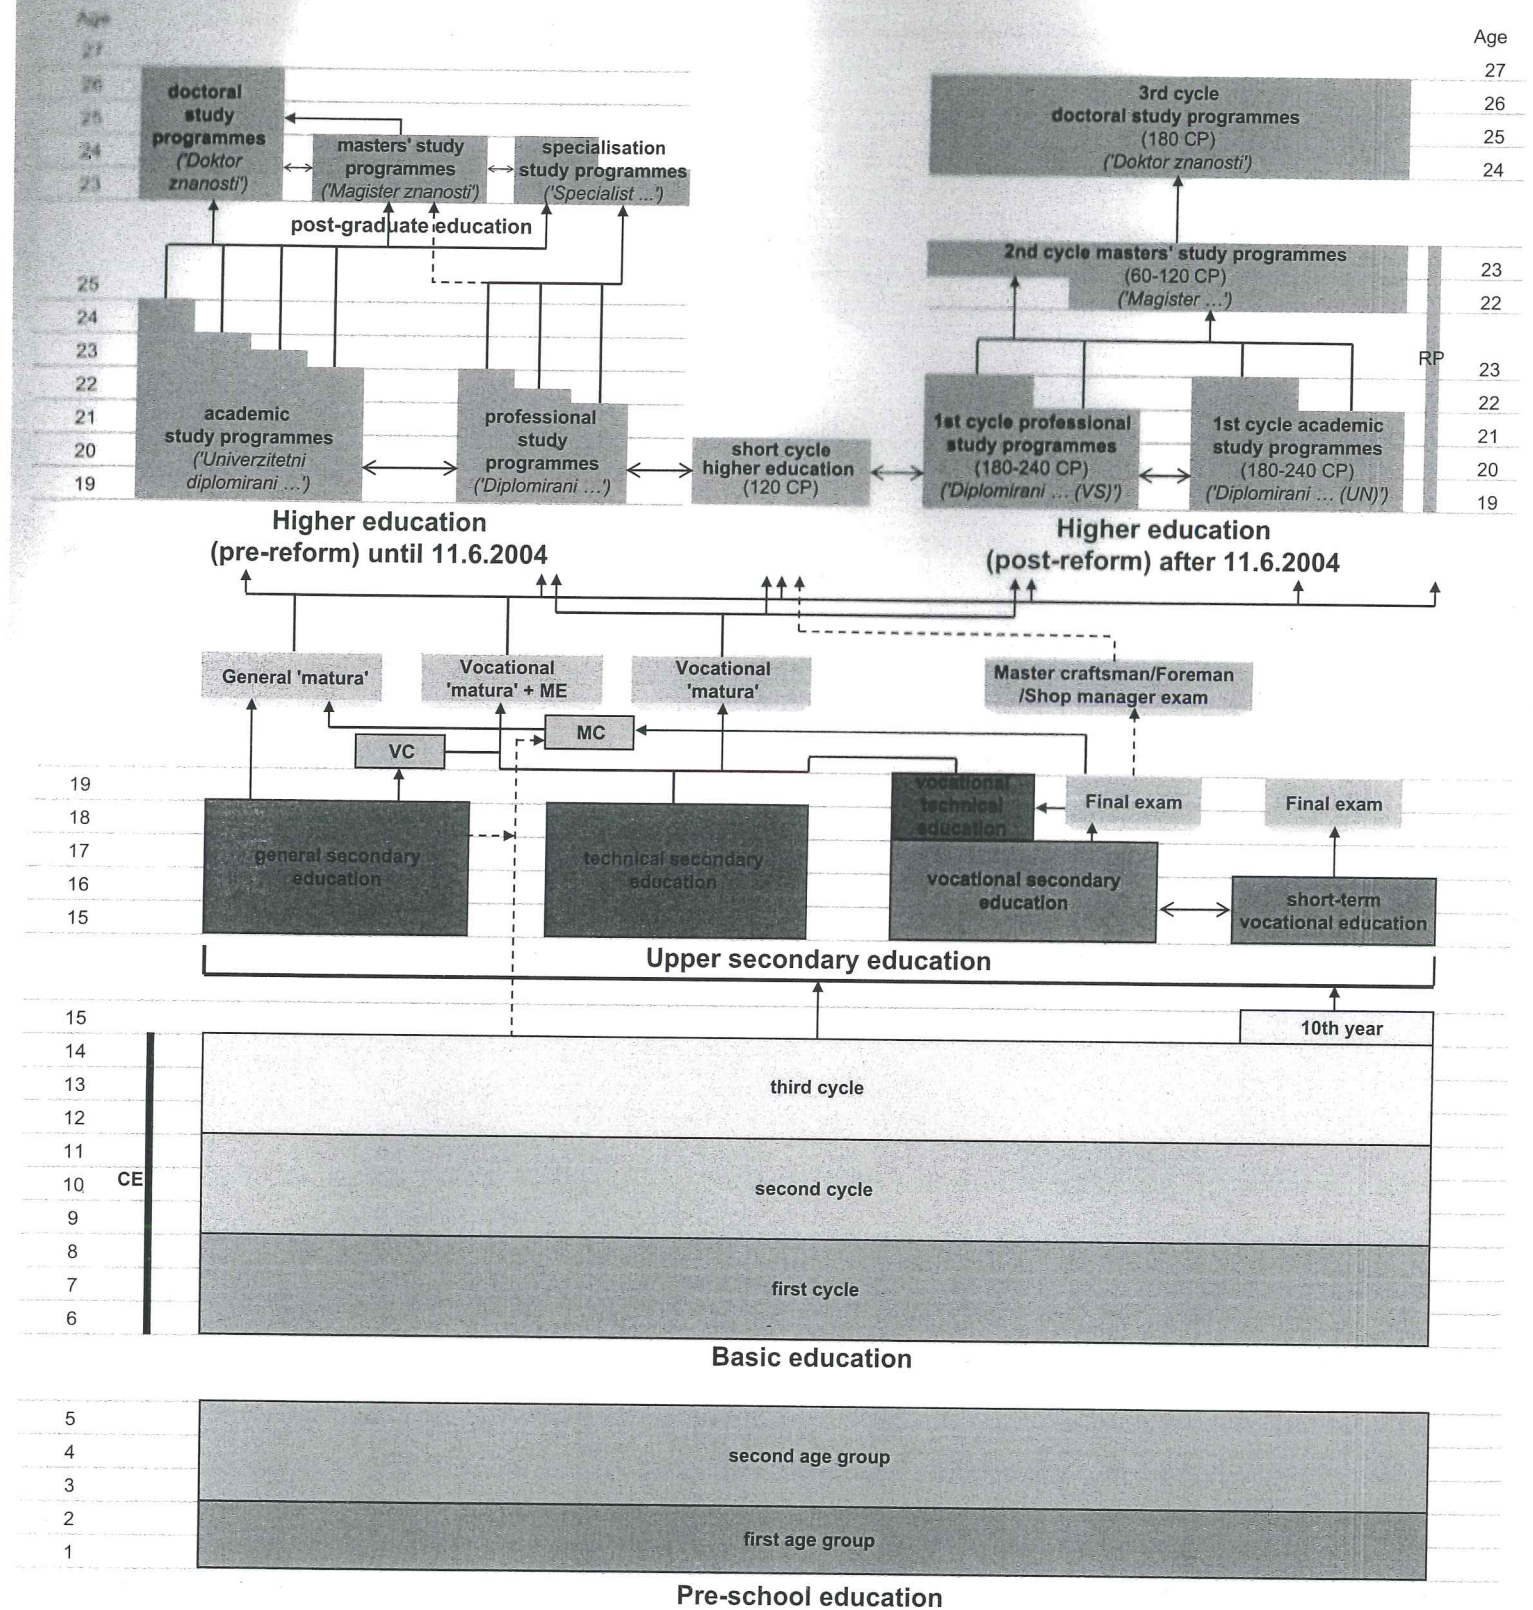 Age
27
26
25
24
23
doctoral
study
programmes
('Doktor
znanosti')
masters' study
programmes
('Magister znanosti')
specialisation
study programmes
('Specialist ...')
post-graduate education
25
24
23
22
21
20
19
academic
study programmes
('Univerzitetni
diplomirani ...')
professional
study
programmes
('Diplomirani ...')
short cycle
higher education
(120 CP)
Higher education
(pre-reform) until 11.6.2004
Age
27
26
25
24
3rd cycle
doctoral study programmes
(180 CP)
('Doktor znanosti')
2nd cycle masters' study programmes
(60-120 CP)
('Magister ...')
23
22
RP
23
22
21
20
19
1st cycle professional
study programmes
(180-240 CP)
('Diplomirani ... (VS)')
1st cycle academic
study programmes
(180-240 CP)
('Diplomirani ... (UN)')
Higher education
(post-reform) after 11.6.2004
General 'matura'
Vocational
'matura' + ME
Vocational
'matura'
Master craftsman/Foreman
/Shop manager exam
MC
VC
19
18
17
16
15
general secondary
education
technical secondary
education
vocational
technical
education
Final exam
Final exam
vocational secondary
education
short-term
vocational education
Upper secondary education
15
14
13
12
11
10
9
8
7
6
CE
10th year
third cycle
second cycle
first cycle
Basic education
5
4
3
2
1
second age group
first age group
Pre-school education